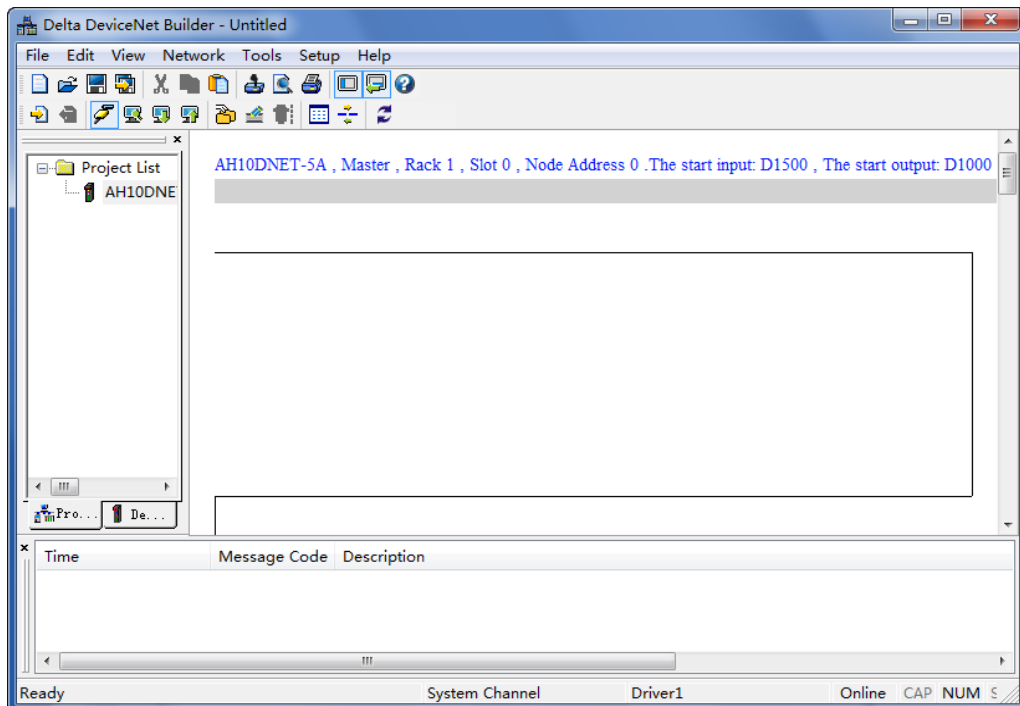 Delta DeviceNet Builder - Untitled
File Edit View Network Tools Setup Help
Project List
AH10DNE
AH10DNET-5A , Master , Rack 1 , Slot 0 , Node Address 0 .The start input: D1500 , The start output: D1000
Pro... De...
Time Message Code Description
Ready System Channel Driver1 Online CAP NUM S